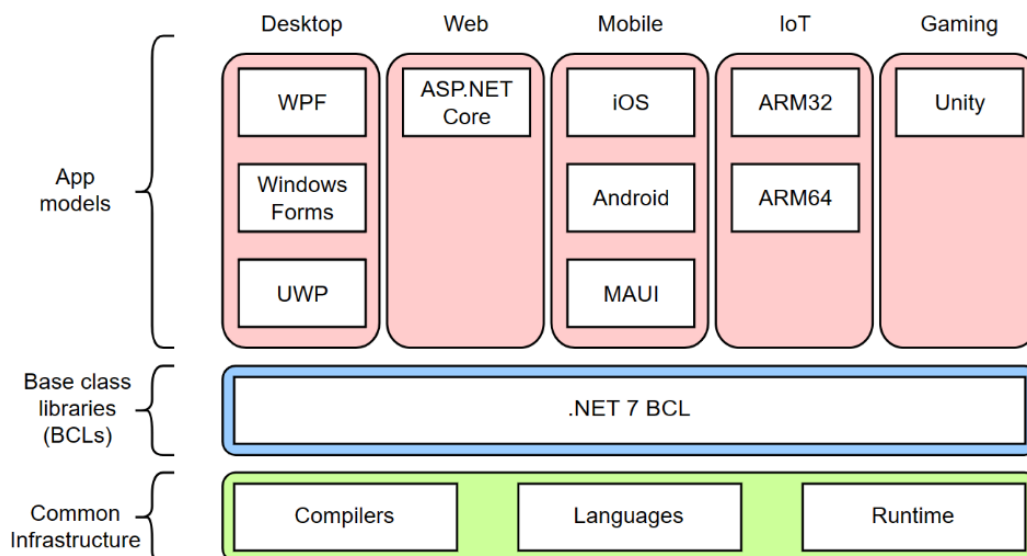 Desktop
Web
Mobile
IoT
Gaming
App
models
WPF
ASP.NET
Core
iOS
ARM32
Unity
Windows
Forms
Android
ARM64
UWP
MAUI
Base class
libraries
(BCLs)
.NET 7 BCL
Common
Infrastructure
Compilers
Languages
Runtime